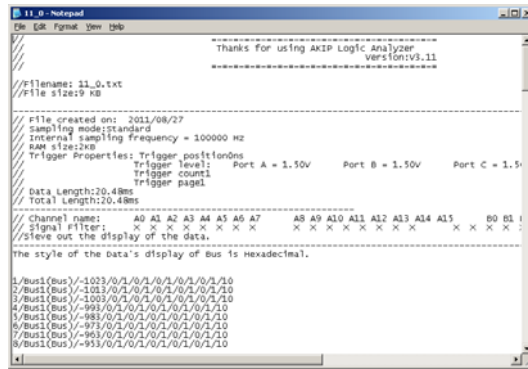 11_0 - Notepad
File Edit Format View Help
//
// Thanks for using AKIP Logic Analyzer
// Version:V3.11
//
//Filename: 11_0.txt
//File size:9 KB
// File created on: 2011/08/27
// Sampling mode:Standard
// Internal sampling frequency = 100000 Hz
// RAM size:2KB
// Trigger Properties: Trigger position0ns
// Trigger level: Port A = 1.50V Port B = 1.50V Port C = 1.5
// Trigger count1
// Trigger page1
// Data Length:20.48ms
// Total Length:20.48ms
// Channel name: A0 A1 A2 A3 A4 A5 A6 A7 A8 A9 A10 A11 A12 A13 A14 A15 B0 B1
// Signal Filter: X X X X X X X X X X X X X X X X X X
//Sieve out the display of the data.
The style of the Data's display of Bus is Hexadecimal.
1/Bus1(Bus)/-1023/0/1/0/1/0/1/0/1/0/1/10
2/Bus1(Bus)/-1013/0/1/0/1/0/1/0/1/0/1/10
3/Bus1(Bus)/-1003/0/1/0/1/0/1/0/1/0/1/10
4/Bus1(Bus)/-993/0/1/0/1/0/1/0/1/0/1/10
5/Bus1(Bus)/-983/0/1/0/1/0/1/0/1/0/1/10
6/Bus1(Bus)/-973/0/1/0/1/0/1/0/1/0/1/10
7/Bus1(Bus)/-963/0/1/0/1/0/1/0/1/0/1/10
8/Bus1(Bus)/-953/0/1/0/1/0/1/0/1/0/1/10